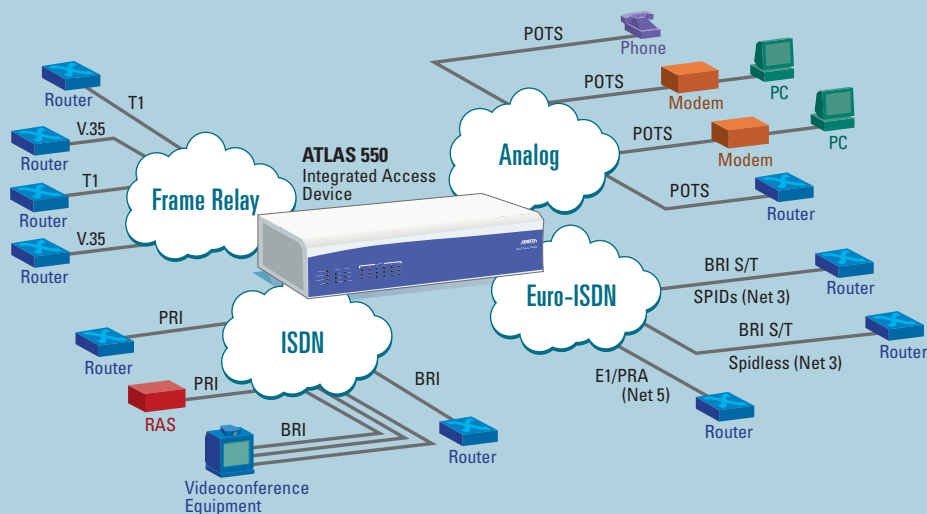 POTS
Phone
POTS
Modem
PC
Router
T1
V.35
Router
T1
Router
V.35
Router
Frame Relay
ATLAS 550
Integrated Access
Device
Analog
POTS
Modem
PC
POTS
Router
BRI S/T
SPIDs (Net 3)
Router
BRI S/T
Spidless (Net 3)
Router
Euro-ISDN
E1/PRA
(Net 5)
Router
ISDN
PRI
Router
PRI
RAS
BRI
Router
BRI
Videoconference
Equipment